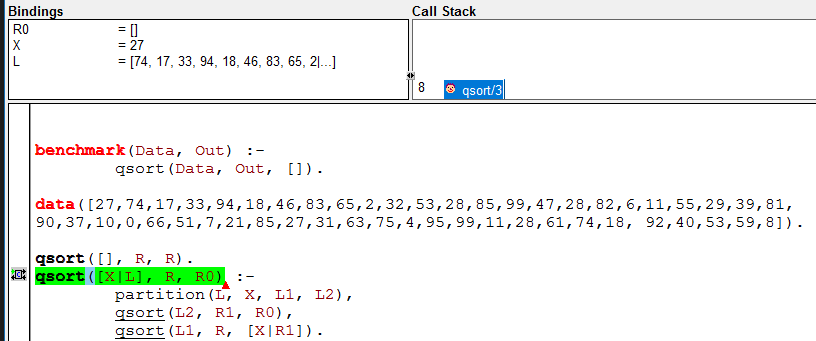 Bindings
R0 = []
X = 27
L = [74, 17, 33, 94, 18, 46, 83, 65, 2|...]
Call Stack
8 qsort/3
benchmark(Data, Out) :-
qsort(Data, Out, []).
data([27,74,17,33,94,18,46,83,65,2,32,53,28,85,99,47,28,82,6,11,55,29,39,81,
90,37,10,0,66,51,7,21,85,27,31,63,75,4,95,99,11,28,61,74,18, 92,40,53,59,8]).
qsort([], R, R).
qsort([X|L], R, R0) :-
partition(L, X, L1, L2),
qsort(L2, R1, R0),
qsort(L1, R, [X|R1]).